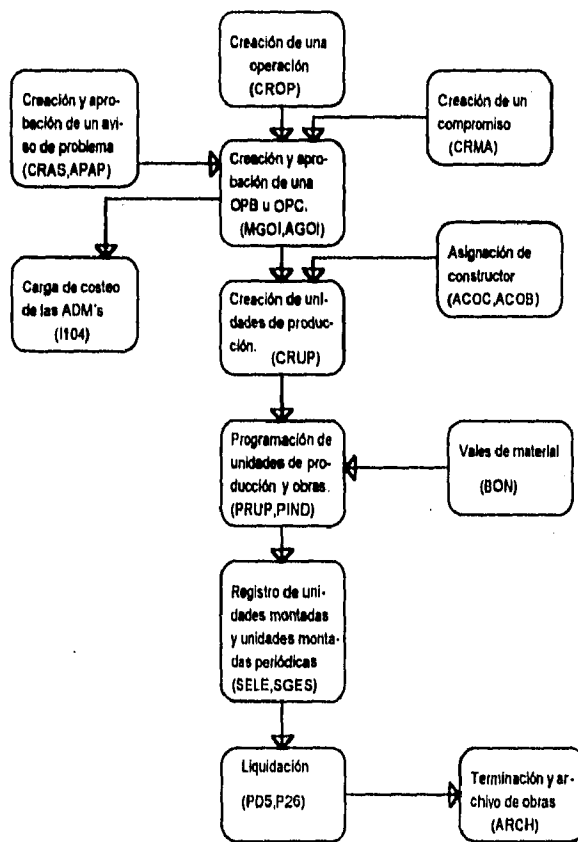 Creación de una
operación
(CROP)
Creación y apro-
bación de un avi-
so de problema
(CRAS,APAP)
Creación de un
compromiso
(CRMA)
Creación y apro-
bación de una
OPB u OPC.
(MGOI,AGOI)
Carga de costeo
de las ADM's
(I104)
Asignación de
constructor
(ACOC,ACOB)
Creación de uni-
dades de produc-
ción.
(CRUP)
Programación de
unidades de pro-
ducción y obras.
(PRUP,PIND)
Vales de material
(BON)
Registro de uni-
dades montadas
y unidades monta-
das periódicas
(SELE,SGES)
Liquidación
(PD5,P26)
Terminación y ar-
chivo de obras
(ARCH)